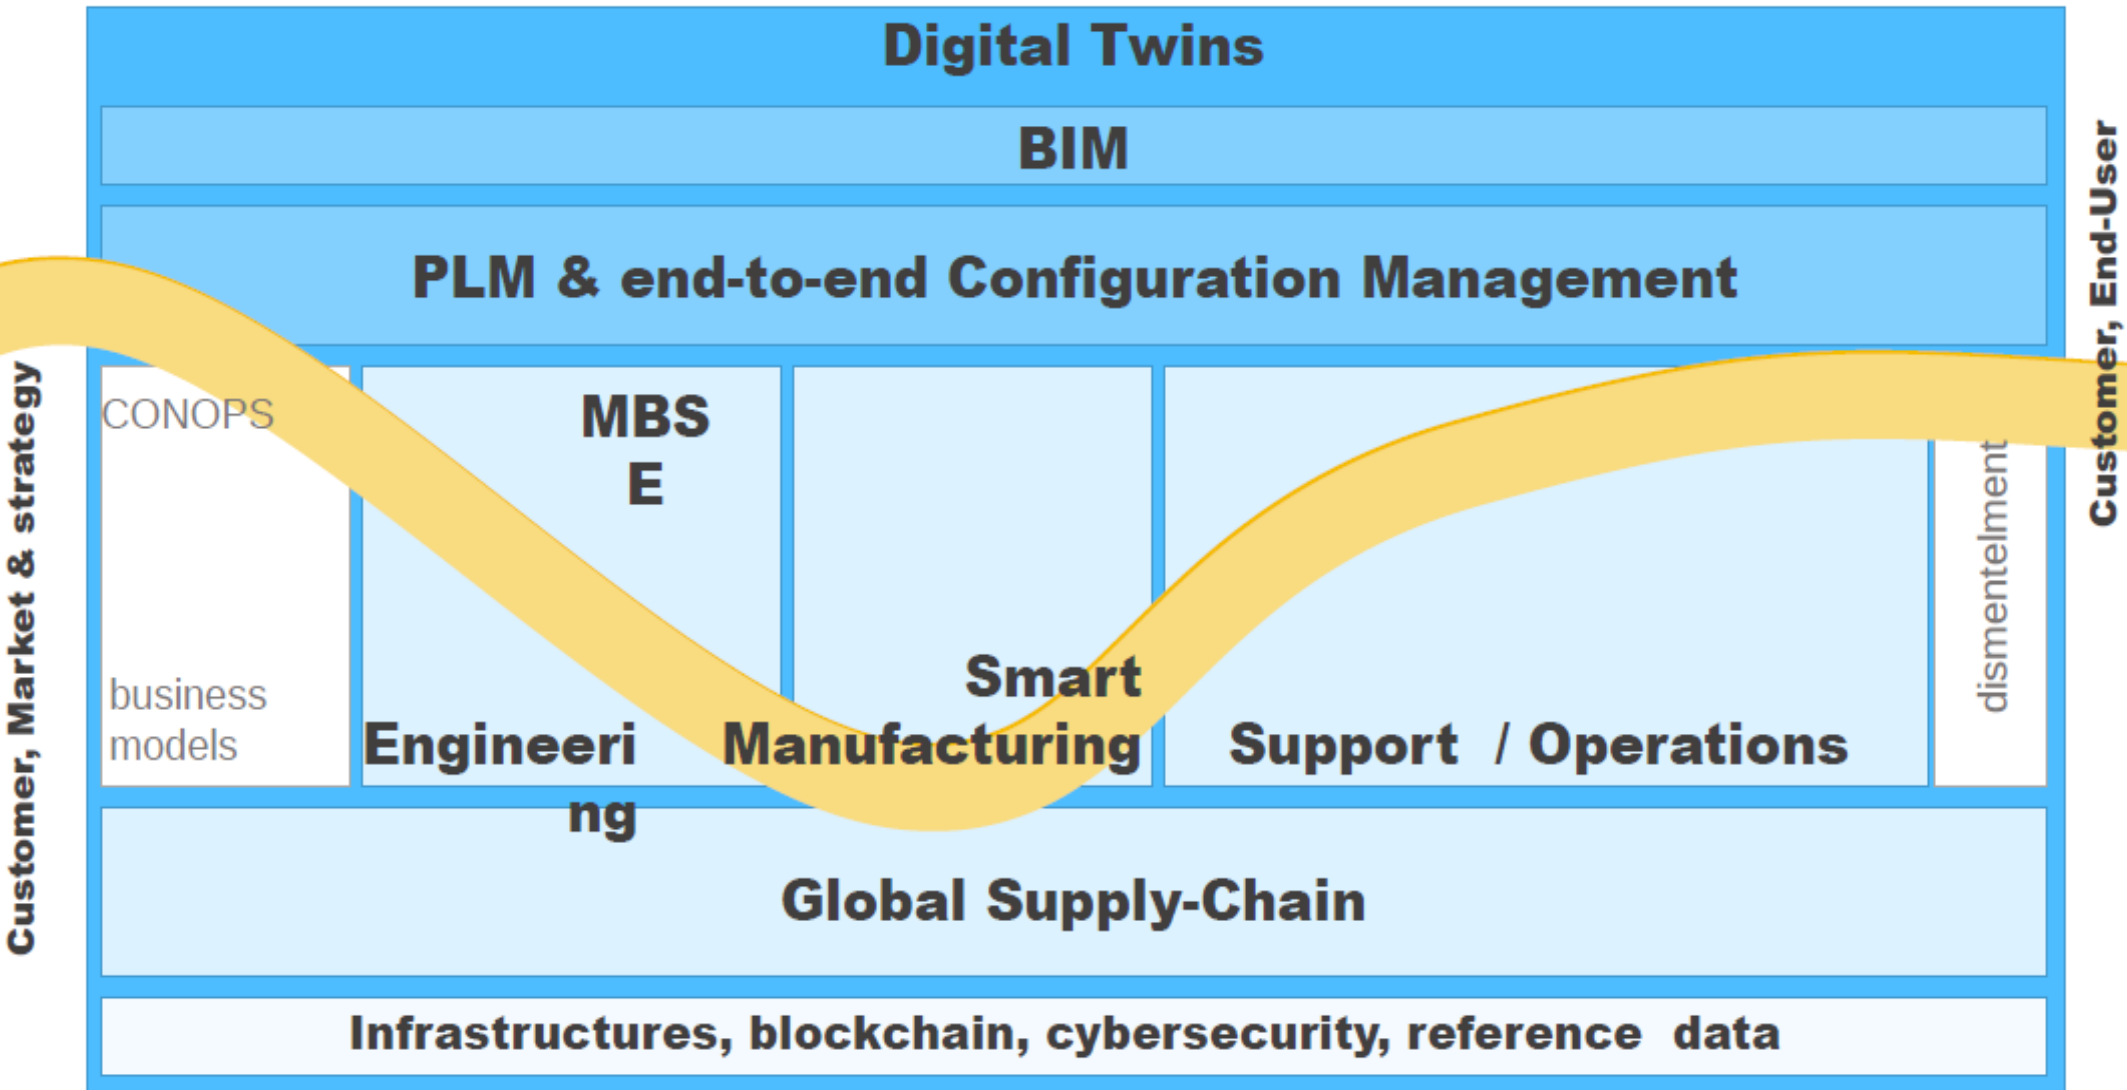 Digital Twins
BIM
PLM & end-to-end Configuration Management
Customer, Market & strategy
CONOPS
business
models
MBS
E
Engineeri
ng
Smart
Manufacturing
Support / Operations
dismentelment
Customer, End-User
Global Supply-Chain
Infrastructures, blockchain, cybersecurity, reference data